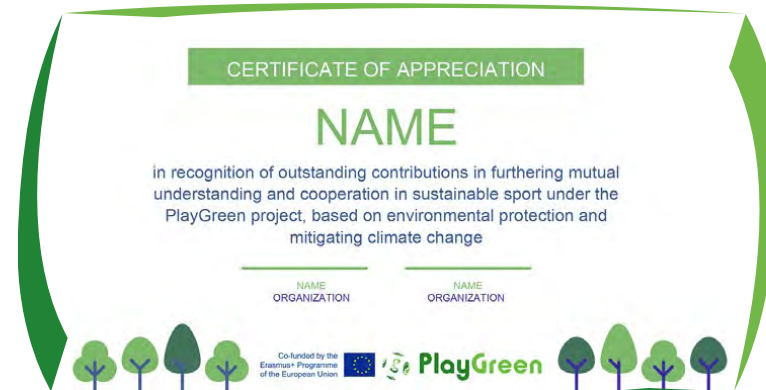 CERTIFICATE OF APPRECIATION
NAME
in recognition of outstanding contributions in furthering mutual
understanding and cooperation in sustainable sport under the
PlayGreen project, based on environmental protection and
mitigating climate change
NAME
ORGANIZATION
NAME
ORGANIZATION
Co-funded by the
Erasmus+ Programme
of the European Union
PlayGreen